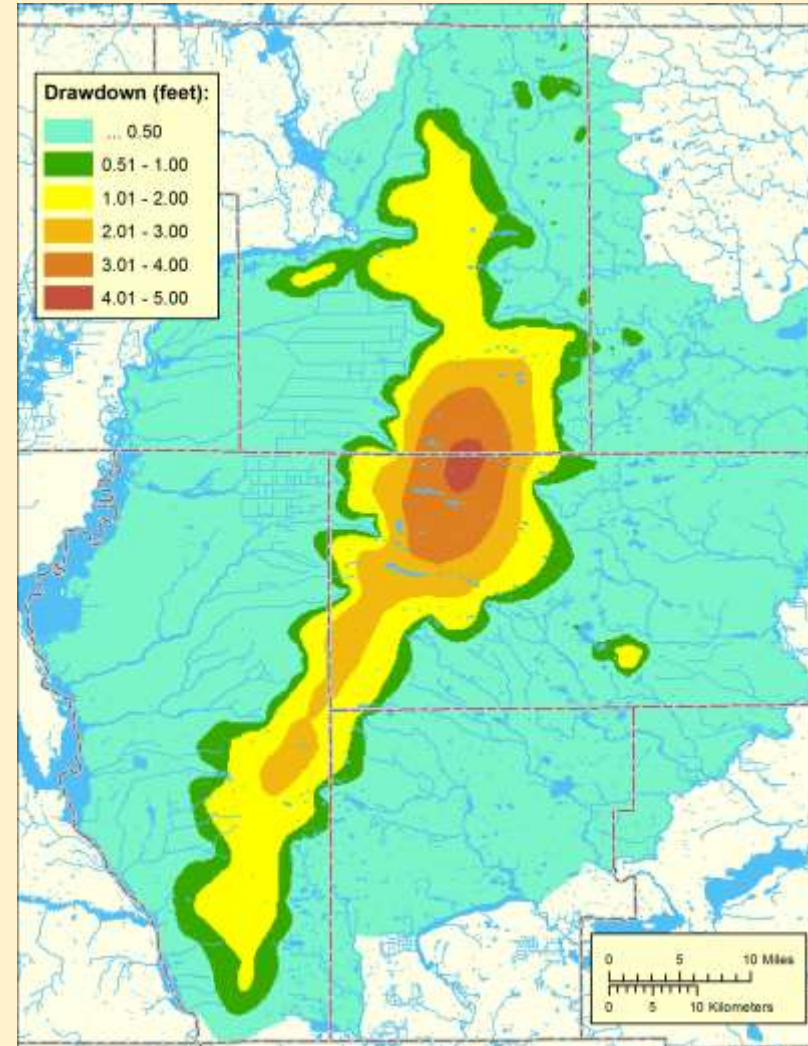 Drawdown (feet):
... 0.50
0.51 - 1.00
1.01 - 2.00
2.01 - 3.00
3.01 - 4.00
4.01 - 5.00
0 5 10 Miles
0 5 10 Kilometers